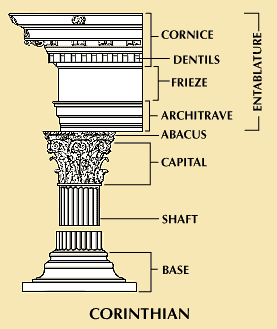 CORNICE
DENTILS
FRIEZE
ENTABLATURE
ARCHITRAVE
ABACUS
CAPITAL
SHAFT
BASE
CORINTHIAN